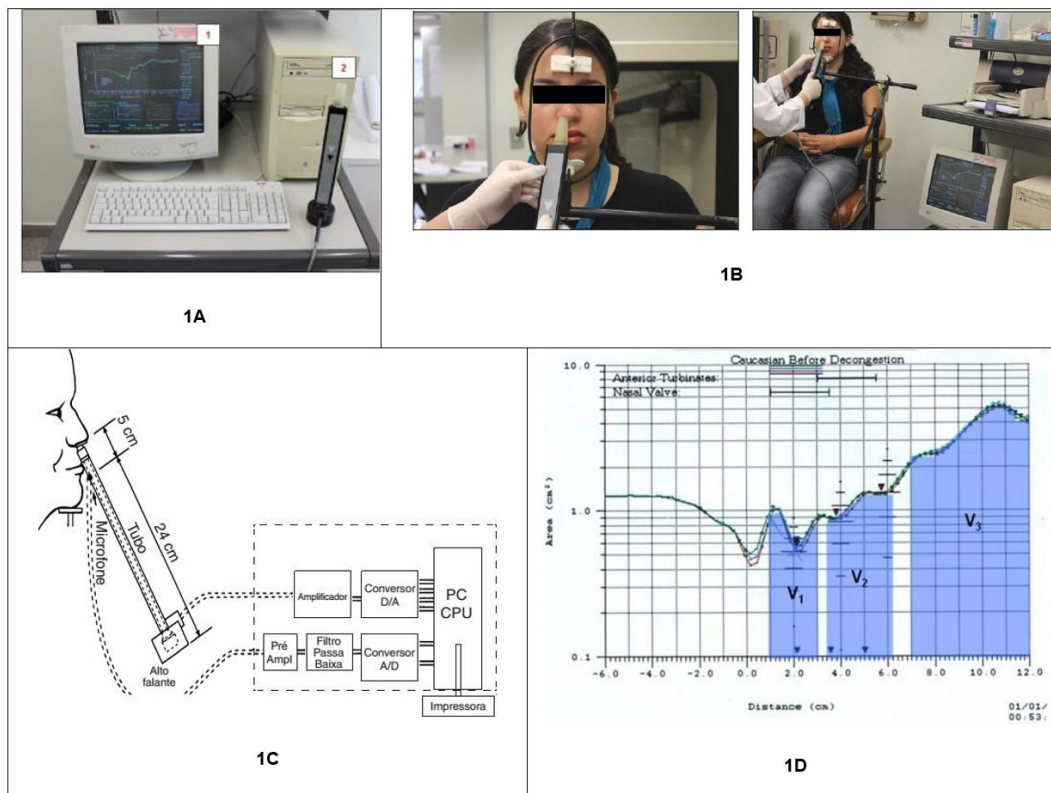 1
2
1A
1B
5 cm
24 cm
Tubo
Microfone
Alto
falante
Amplificador
Conversor
D/A
PC
CPU
Pré
Ampl
Filtro
Passa
Baixa
Conversor
A/D
Impressora
1C
Caucasian Before Decongestion
10.0
Anterior Turbinates:
Nasal Valve:
1.0
Area (cm²)
V₁
V₂
V₃
0.1
-6.0 -4.0 -2.0 0.0 2.0 4.0 6.0 8.0 10.0 12.0
Distance (cm)
01/01/
00:53:
1D